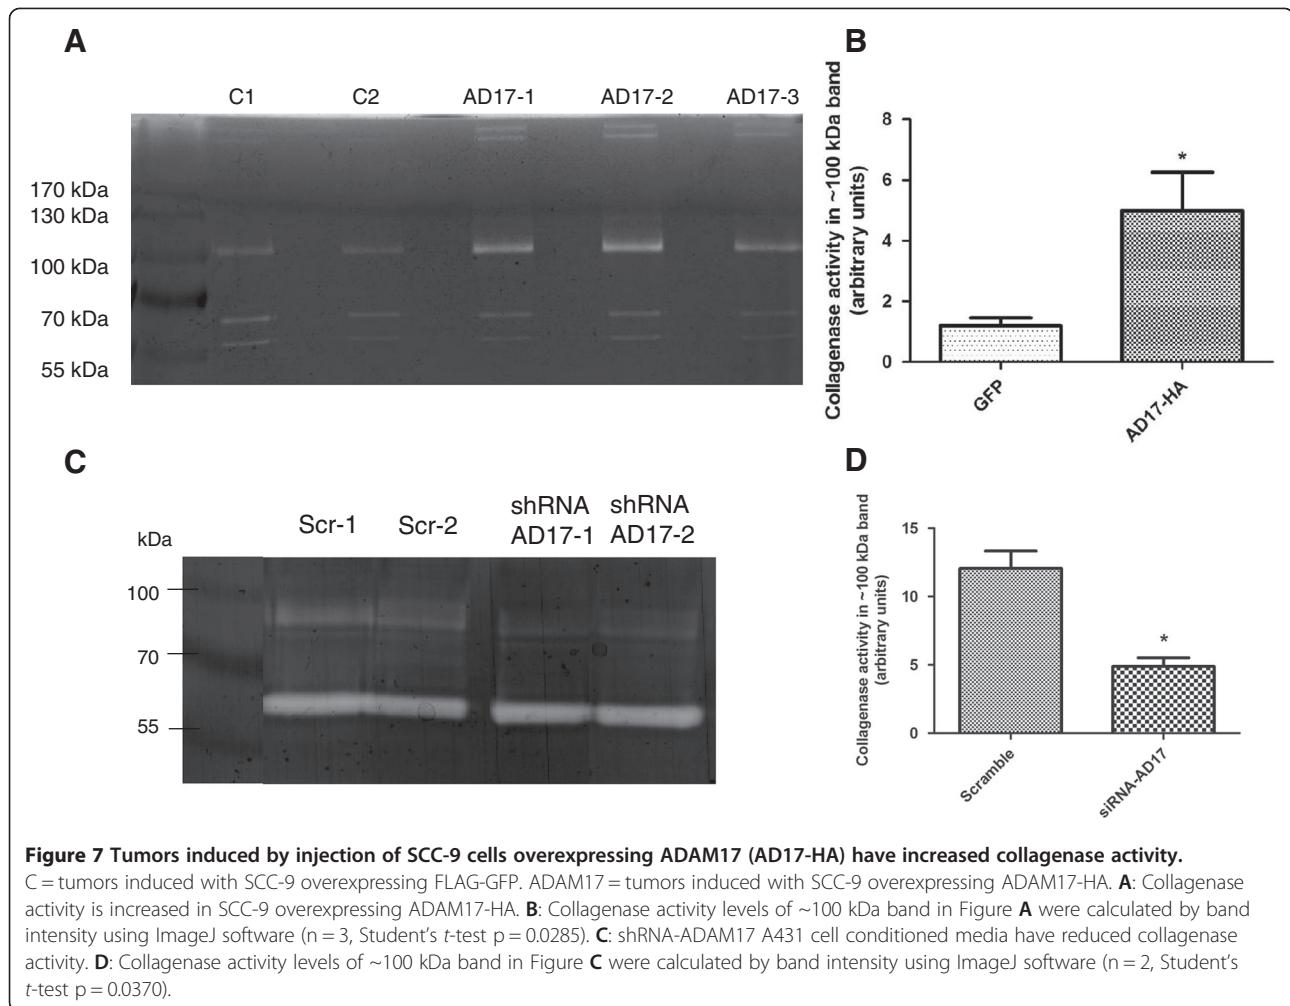 A
C1 C2 AD17-1 AD17-2 AD17-3
170 kDa
130 kDa
100 kDa
70 kDa
55 kDa
B
Collagenase activity in ~100 kDa band
(arbitrary units)
8
6
4
2
0
*
GFP
AD17-HA
C
kDa
Scr-1 Scr-2
shRNA
AD17-1
shRNA
AD17-2
100
70
55
D
Collagenase activity in ~100 kDa band
(arbitrary units)
15
10
5
0
*
Scramble
siRNA-AD17
Figure 7 Tumors induced by injection of SCC-9 cells overexpressing ADAM17 (AD17-HA) have increased collagenase activity.
C = tumors induced with SCC-9 overexpressing FLAG-GFP. ADAM17 = tumors induced with SCC-9 overexpressing ADAM17-HA. A: Collagenase
activity is increased in SCC-9 overexpressing ADAM17-HA. B: Collagenase activity levels of ~100 kDa band in Figure A were calculated by band
intensity using ImageJ software (n = 3, Student's t-test p = 0.0285). C: shRNA-ADAM17 A431 cell conditioned media have reduced collagenase
activity. D: Collagenase activity levels of ~100 kDa band in Figure C were calculated by band intensity using ImageJ software (n = 2, Student's
t-test p = 0.0370).